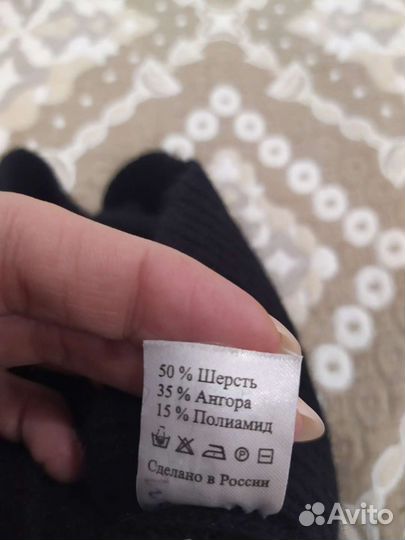 50 % Шерсть
35 % Ангора
15 % Полиамид
Сделано в России
Avito